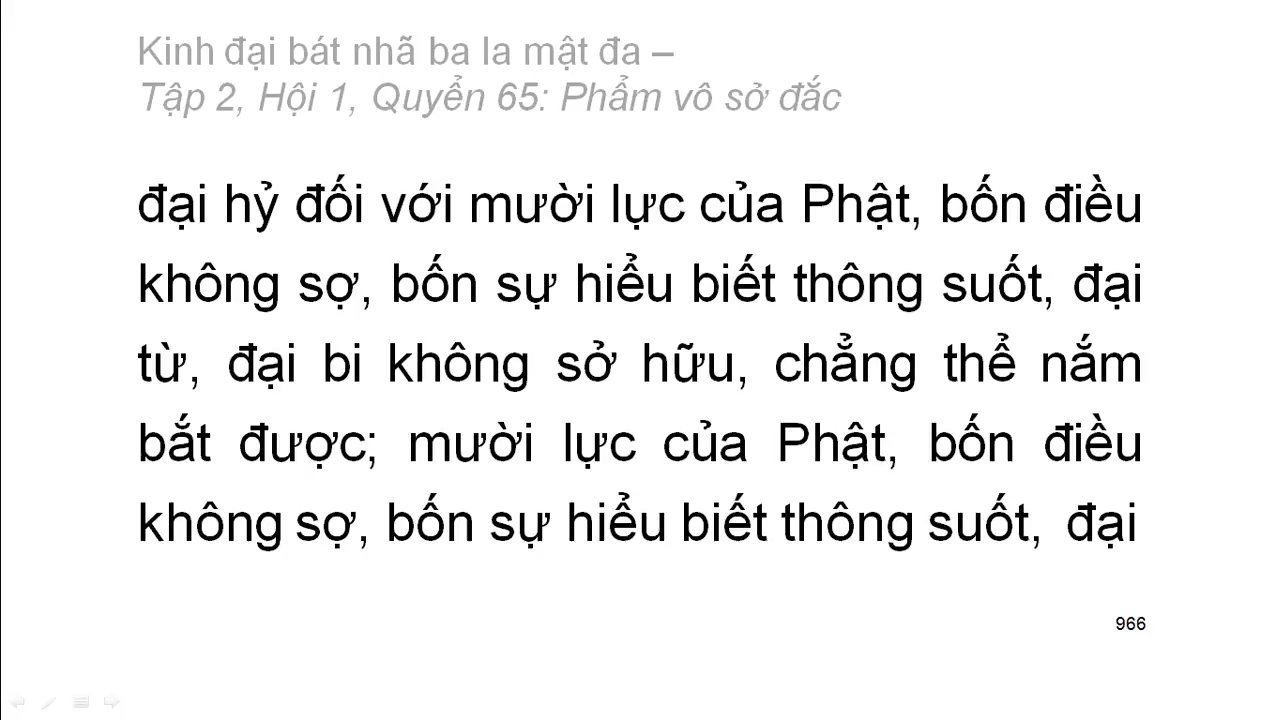 Kinh đại bát nhã ba la mật đa –
Tập 2, Hội 1, Quyển 65: Phẩm vô sở đắc
đại hỷ đối với mười lực của Phật, bốn điều
không sợ, bốn sự hiểu biết thông suốt, đại
từ, đại bi không sở hữu, chẳng thể nắm
bắt được; mười lực của Phật, bốn điều
không sợ, bốn sự hiểu biết thông suốt, đại
966